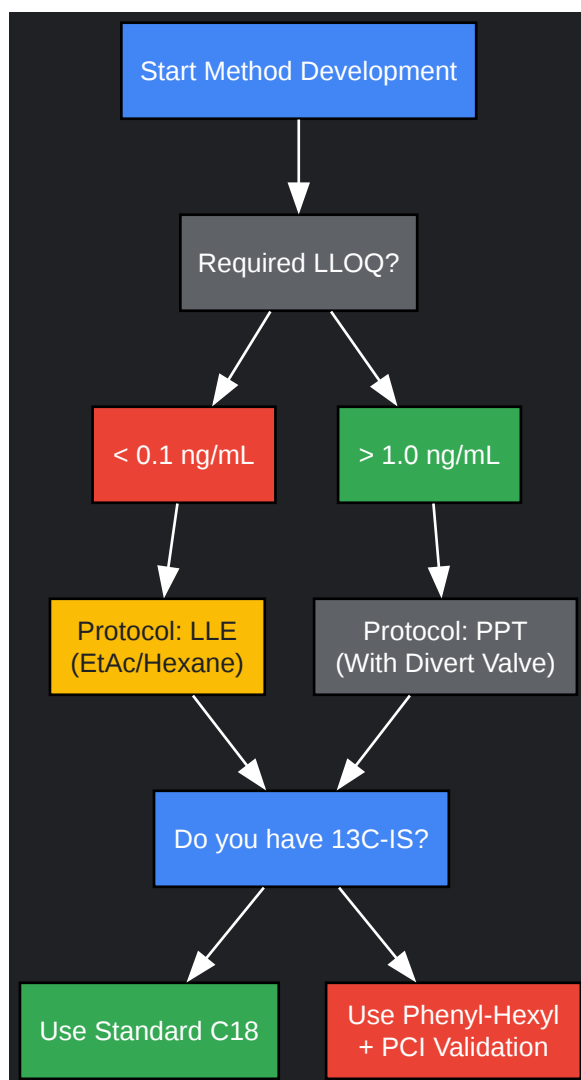 Start Method Development
Required LLOQ?
< 0.1 ng/mL
> 1.0 ng/mL
Protocol: LLE
(EtAc/Hexane)
Protocol: PPT
(With Divert Valve)
Do you have 13C-IS?
Use Standard C18
Use Phenyl-Hexyl
+ PCI Validation